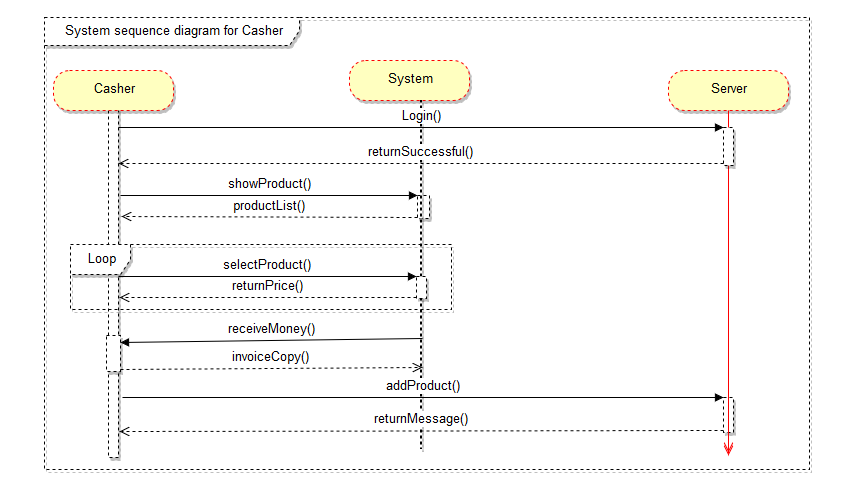 System sequence diagram for Casher
Casher
System
Server
Login()
returnSuccessful()
showProduct()
productList()
Loop
selectProduct()
returnPrice()
receiveMoney()
invoiceCopy()
addProduct()
returnMessage()